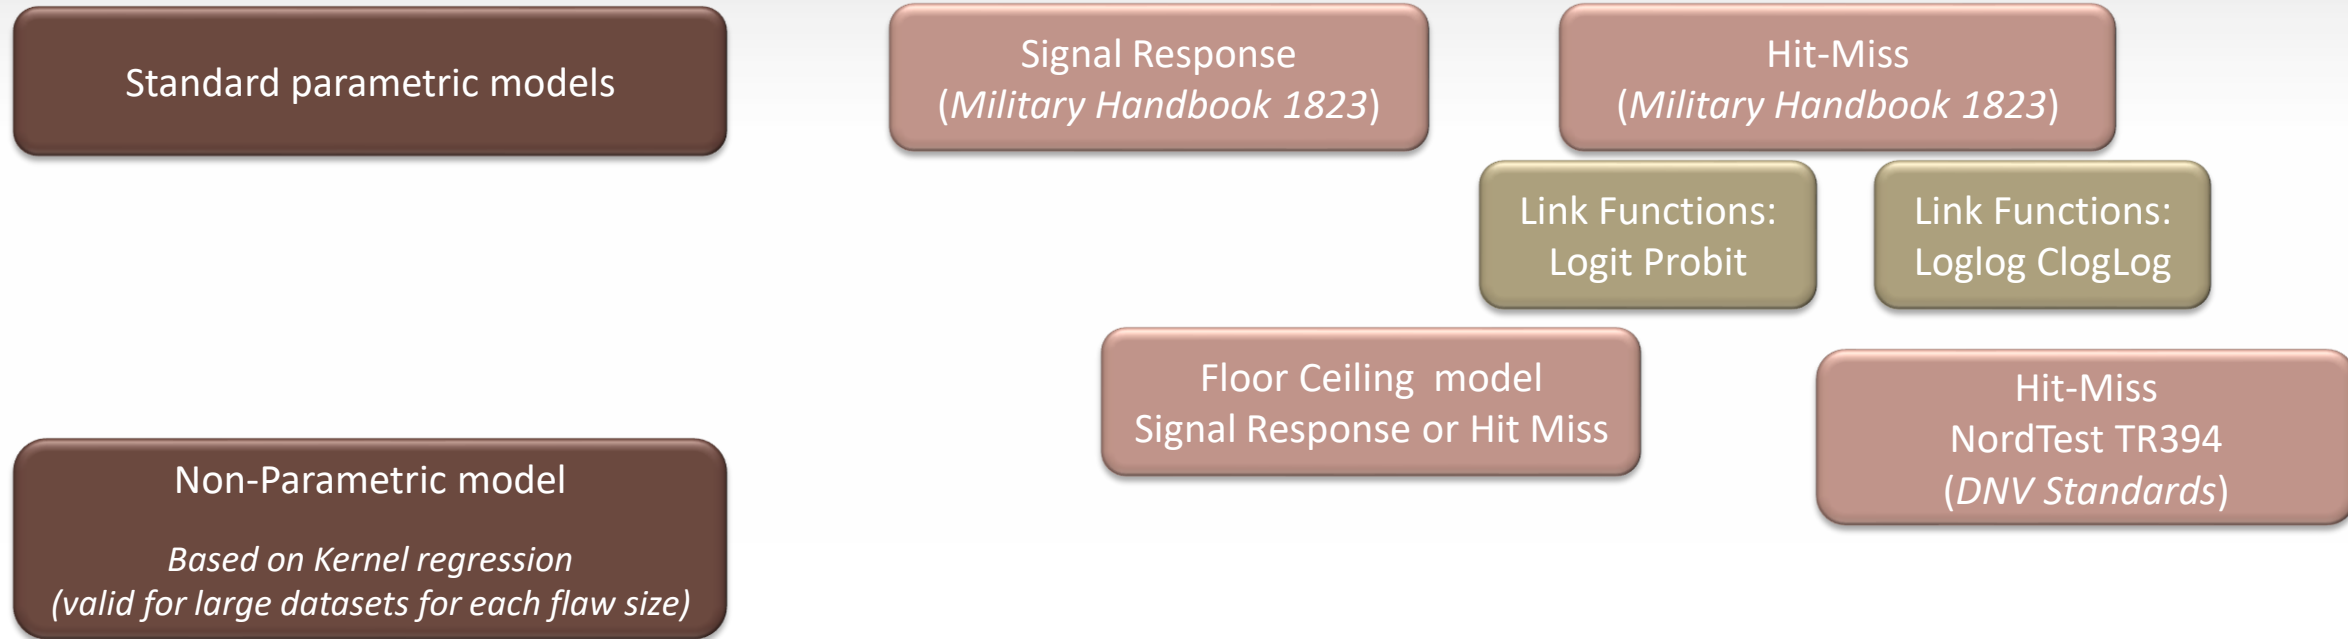 Standard parametric models
Signal Response
(Military Handbook 1823)
Hit-Miss
(Military Handbook 1823)
Link Functions:
Logit Probit
Link Functions:
Loglog ClogLog
Floor Ceiling  model
Signal Response or Hit Miss
Hit-Miss
NordTest TR394
(DNV Standards)
Non-Parametric model
Based on Kernel regression
(valid for large datasets for each flaw size)